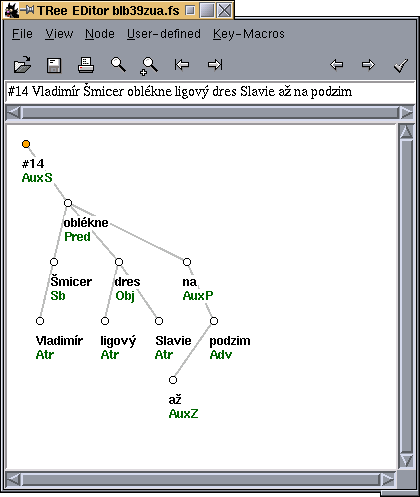 TRee EDitor blb39zua.fs
File View Node User-defined Key-Macros
#14 Vladimír Šmicer oblékne ligový dres Slavie až na podzim
#14
AuxS
oblékne
Pred
Šmicer dres na
Sb Obj AuxP
Vladimír ligový Slavie podzim
Atr Atr Atr Adv
až
AuxZ